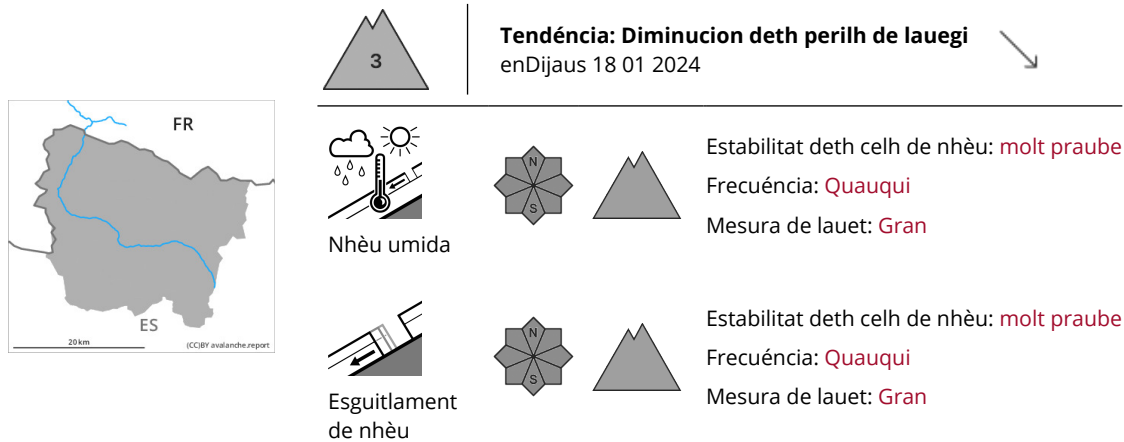 3
Tendéncia: Diminucion deth perilh de lauegi
enDijaus 18 01 2024
FR
ES
20 km
(CC)BY avalanche.report
N
S
Nhèu umida
Estabilitat deth celh de nhèu: molt praube
Frecuéncia: Quauqui
Mesura de lauet: Gran
N
S
Esguitlament
de nhèu
Estabilitat deth celh de nhèu: molt praube
Frecuéncia: Quauqui
Mesura de lauet: Gran